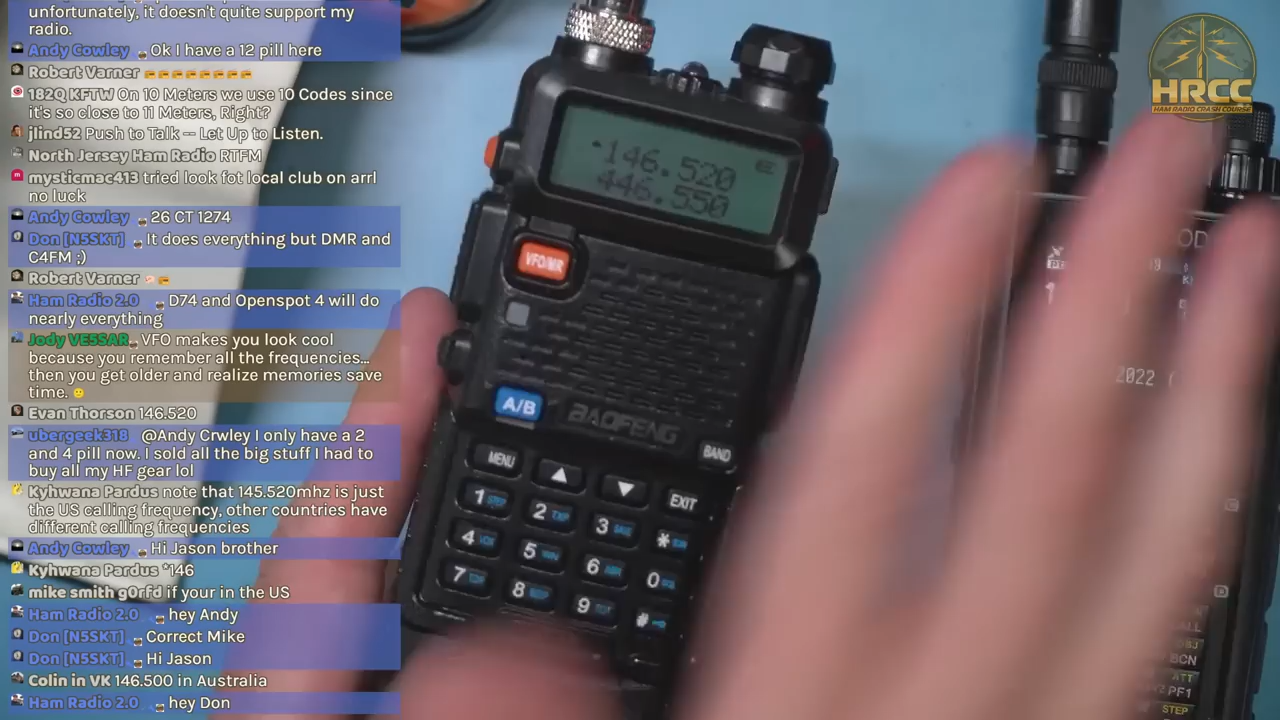 unfortunately, it doesn't quite support my
radio.
Andy Cowley Ok I have a 12 pill here
Robert Varner
182Q KFTW On 10 Meters we use 10 Codes since
it's so close to 11 Meters, Right?
jlind52 Push to Talk -- Let Up to Listen.
North Jersey Ham Radio RTFM
mysticmac413 tried look fot local club on arrl
no luck
Andy Cowley 26 CT 1274
Don [N5SKT] It does everything but DMR and
C4FM ;)
Robert Varner
Ham Radio 2.0 D74 and Openspot 4 will do
nearly everything
Jody VE5SAR VFO makes you look cool
because you remember all the frequencies...
then you get older and realize memories save
time.
Evan Thorson 146.520
ubergeek318 @Andy Crwley I only have a 2
and 4 pill now. I sold all the big stuff I had to
buy all my HF gear lol
Kyhwana Pardus note that 145.520mhz is just
the US calling frequency, other countries have
different calling frequencies
Andy Cowley Hi Jason brother
Kyhwana Pardus *146
mike smith g0rfd if your in the US
Ham Radio 2.0 hey Andy
Don [N5SKT] Correct Mike
Don [N5SKT] Hi Jason
Colin in VK 146.500 in Australia
Ham Radio 2.0 hey Don
146.520
446.550
VFO/MR
A/B
BAOFENG
BAND
MENU
EXIT
1 STEP
2
3
*
4
5
6
0
7
8
9
#
HRCC
HAM RADIO CRASH COURSE
2022
BCN
ATT
PF1
STEP